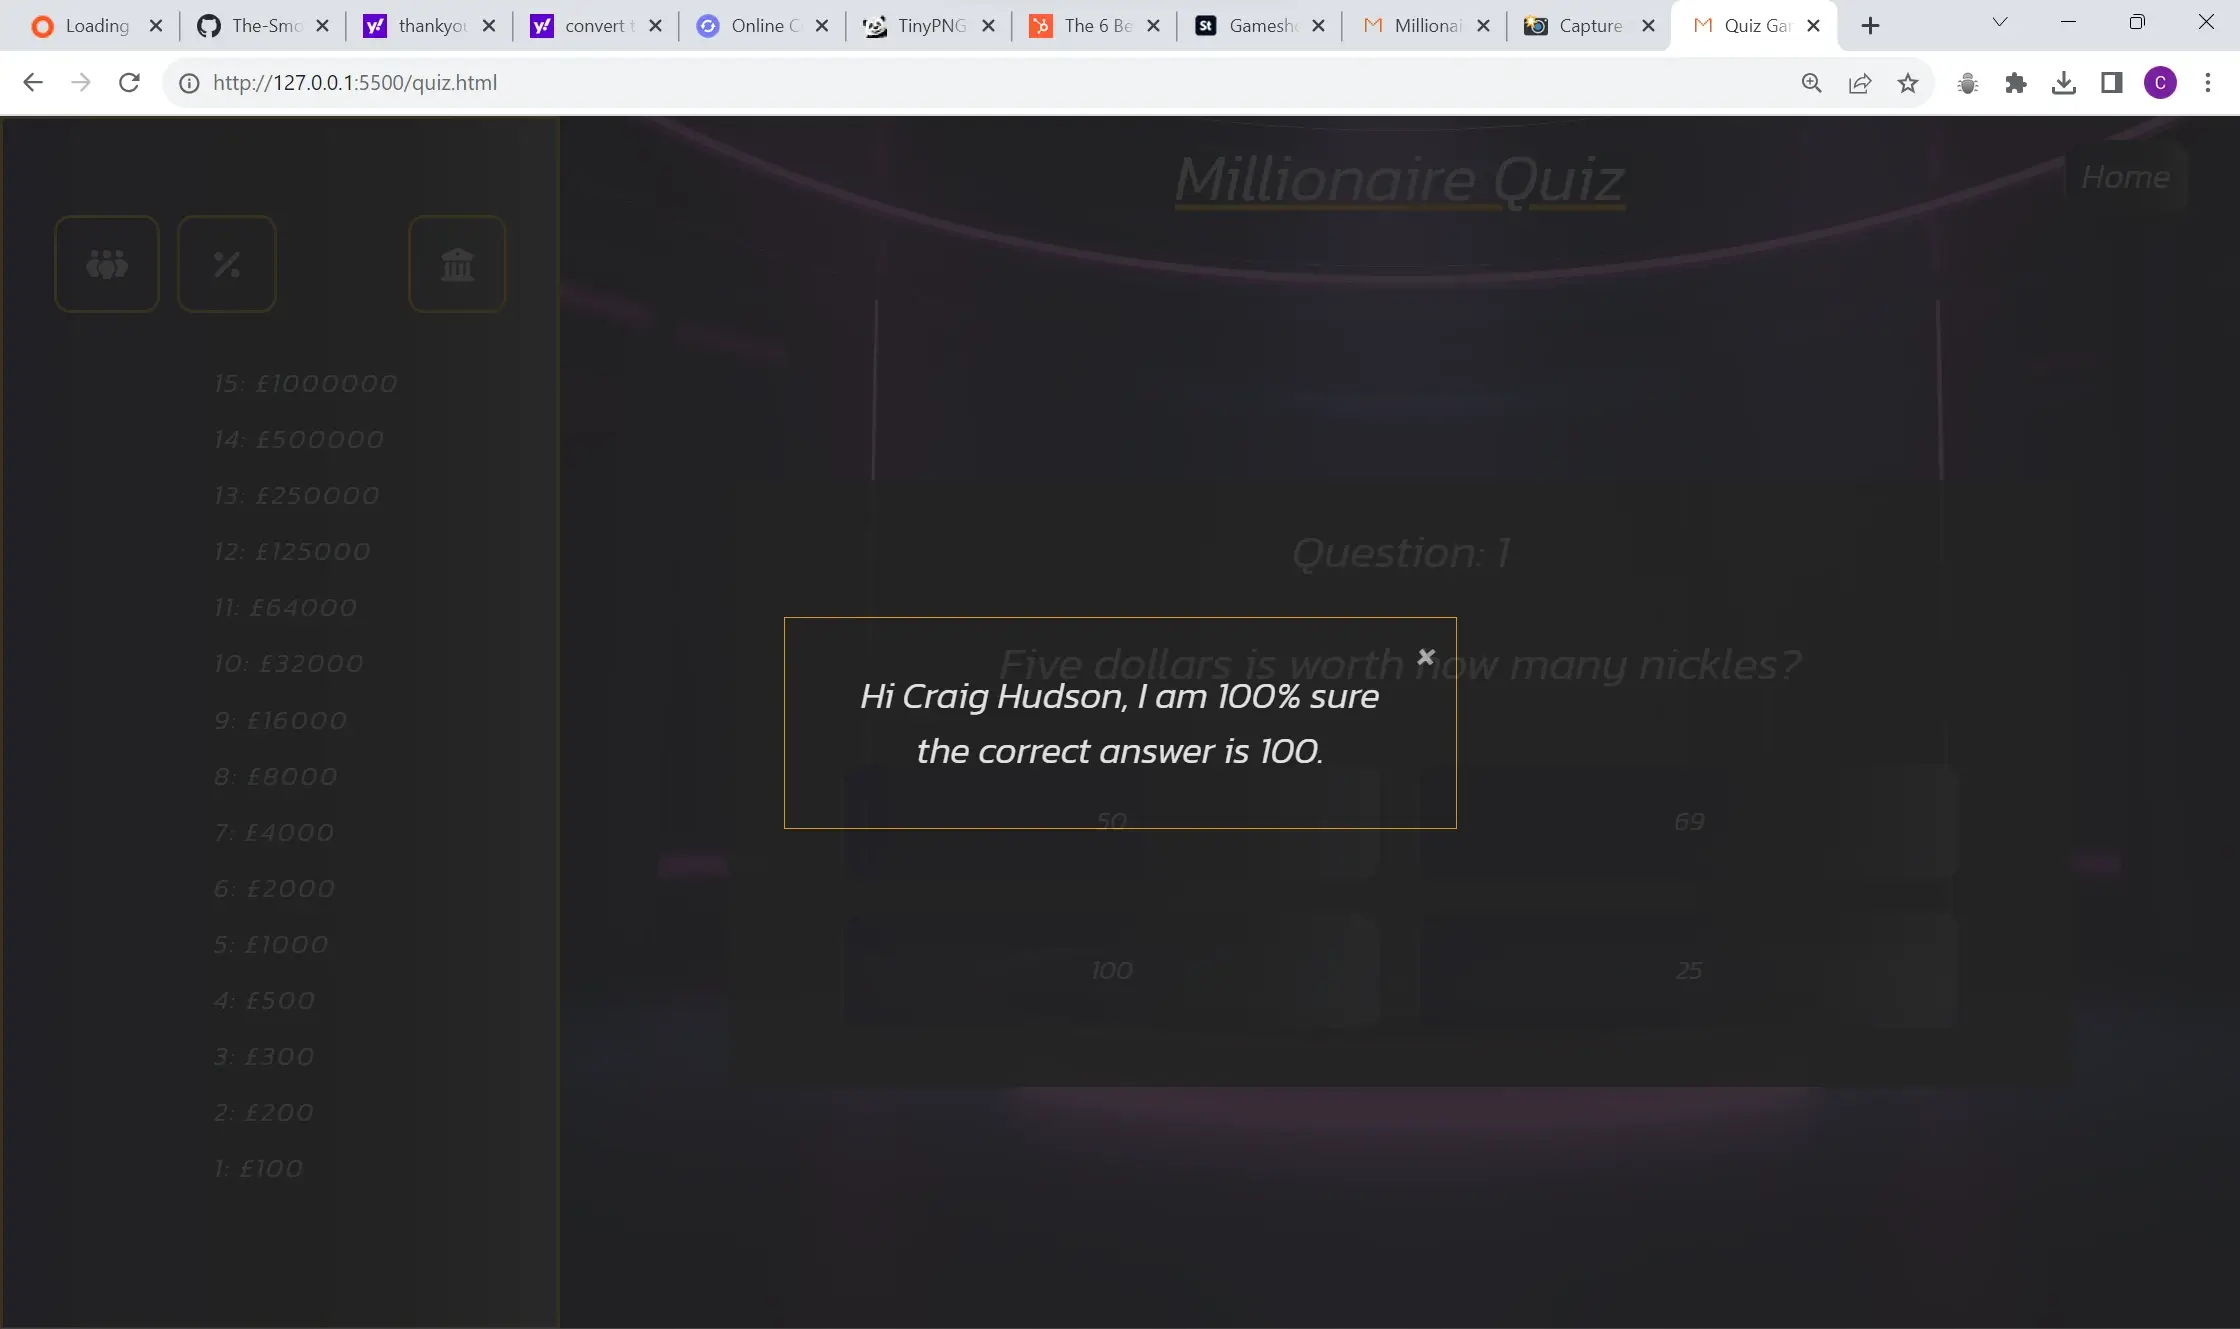 Loading
The-Smo
thankyou
convert t
Online C
TinyPNG
The 6 Be
Gamesho
Millionai
Capture
Quiz Gar
http://127.0.0.1:5500/quiz.html
C
Millionaire Quiz
Home
15: £1000000
14: £500000
13: £250000
12: £125000
11: £64000
10: £32000
9: £16000
8: £8000
7: £4000
6: £2000
5: £1000
4: £500
3: £300
2: £200
1: £100
Question: 1
Five dollars is worth how many nickles?
Hi Craig Hudson, I am 100% sure
the correct answer is 100.
50
69
100
25